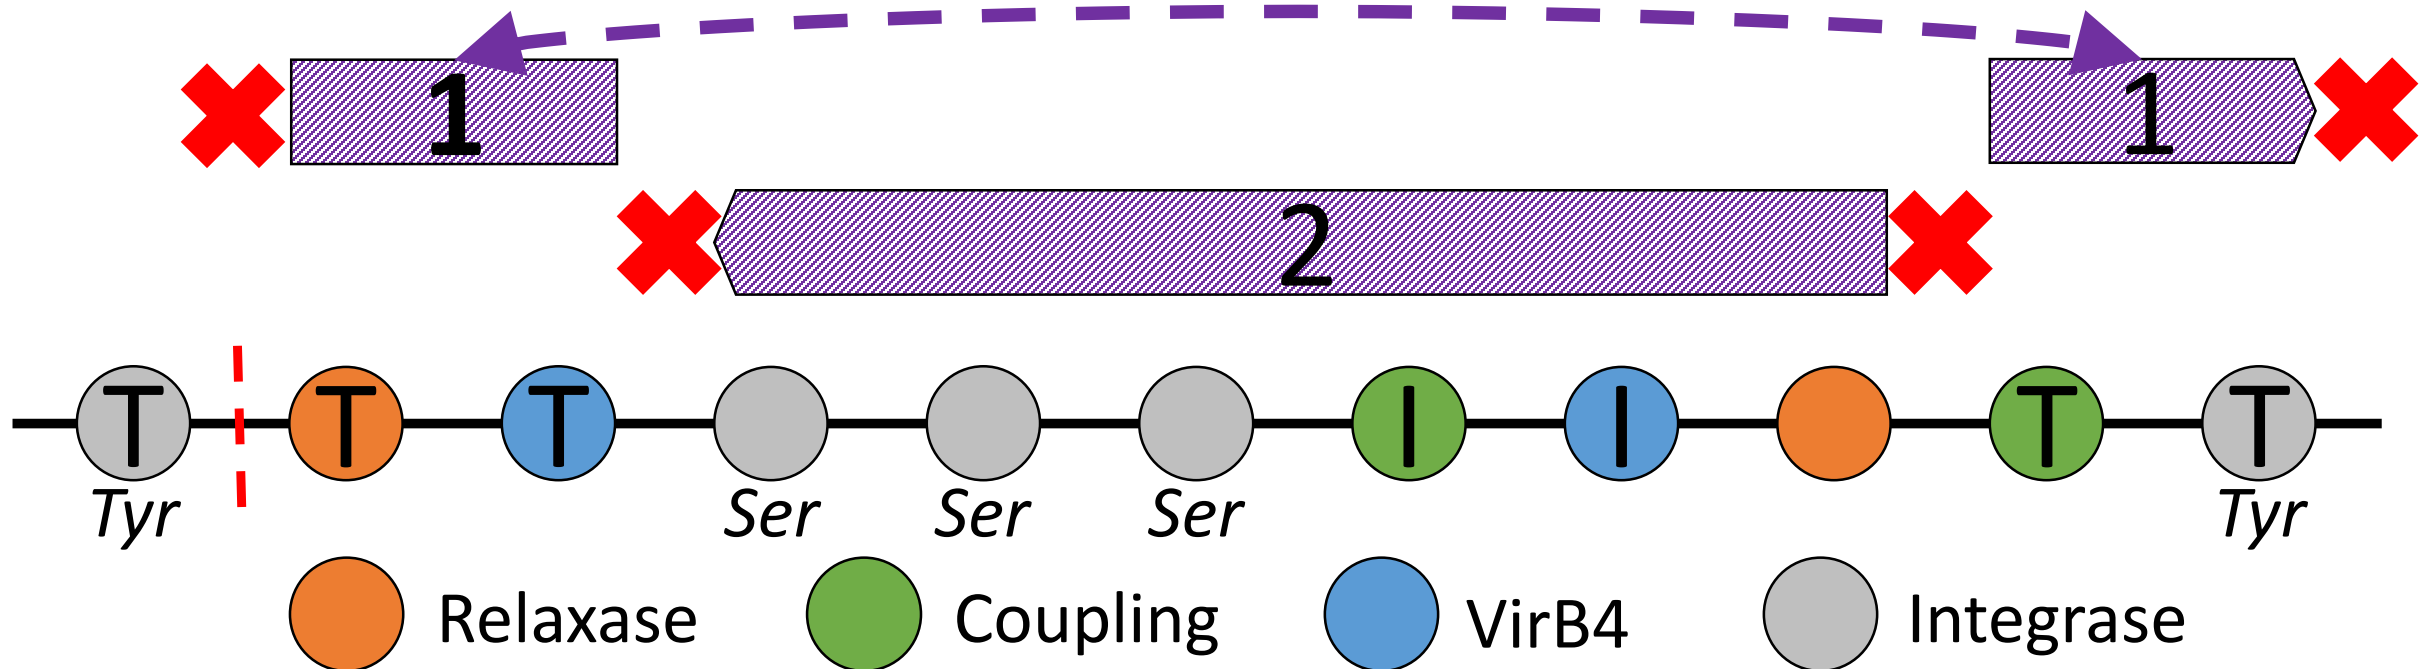 1 1
2
T T T I I T T
Tyr Ser Ser Ser Tyr
Relaxase Coupling VirB4 Integrase